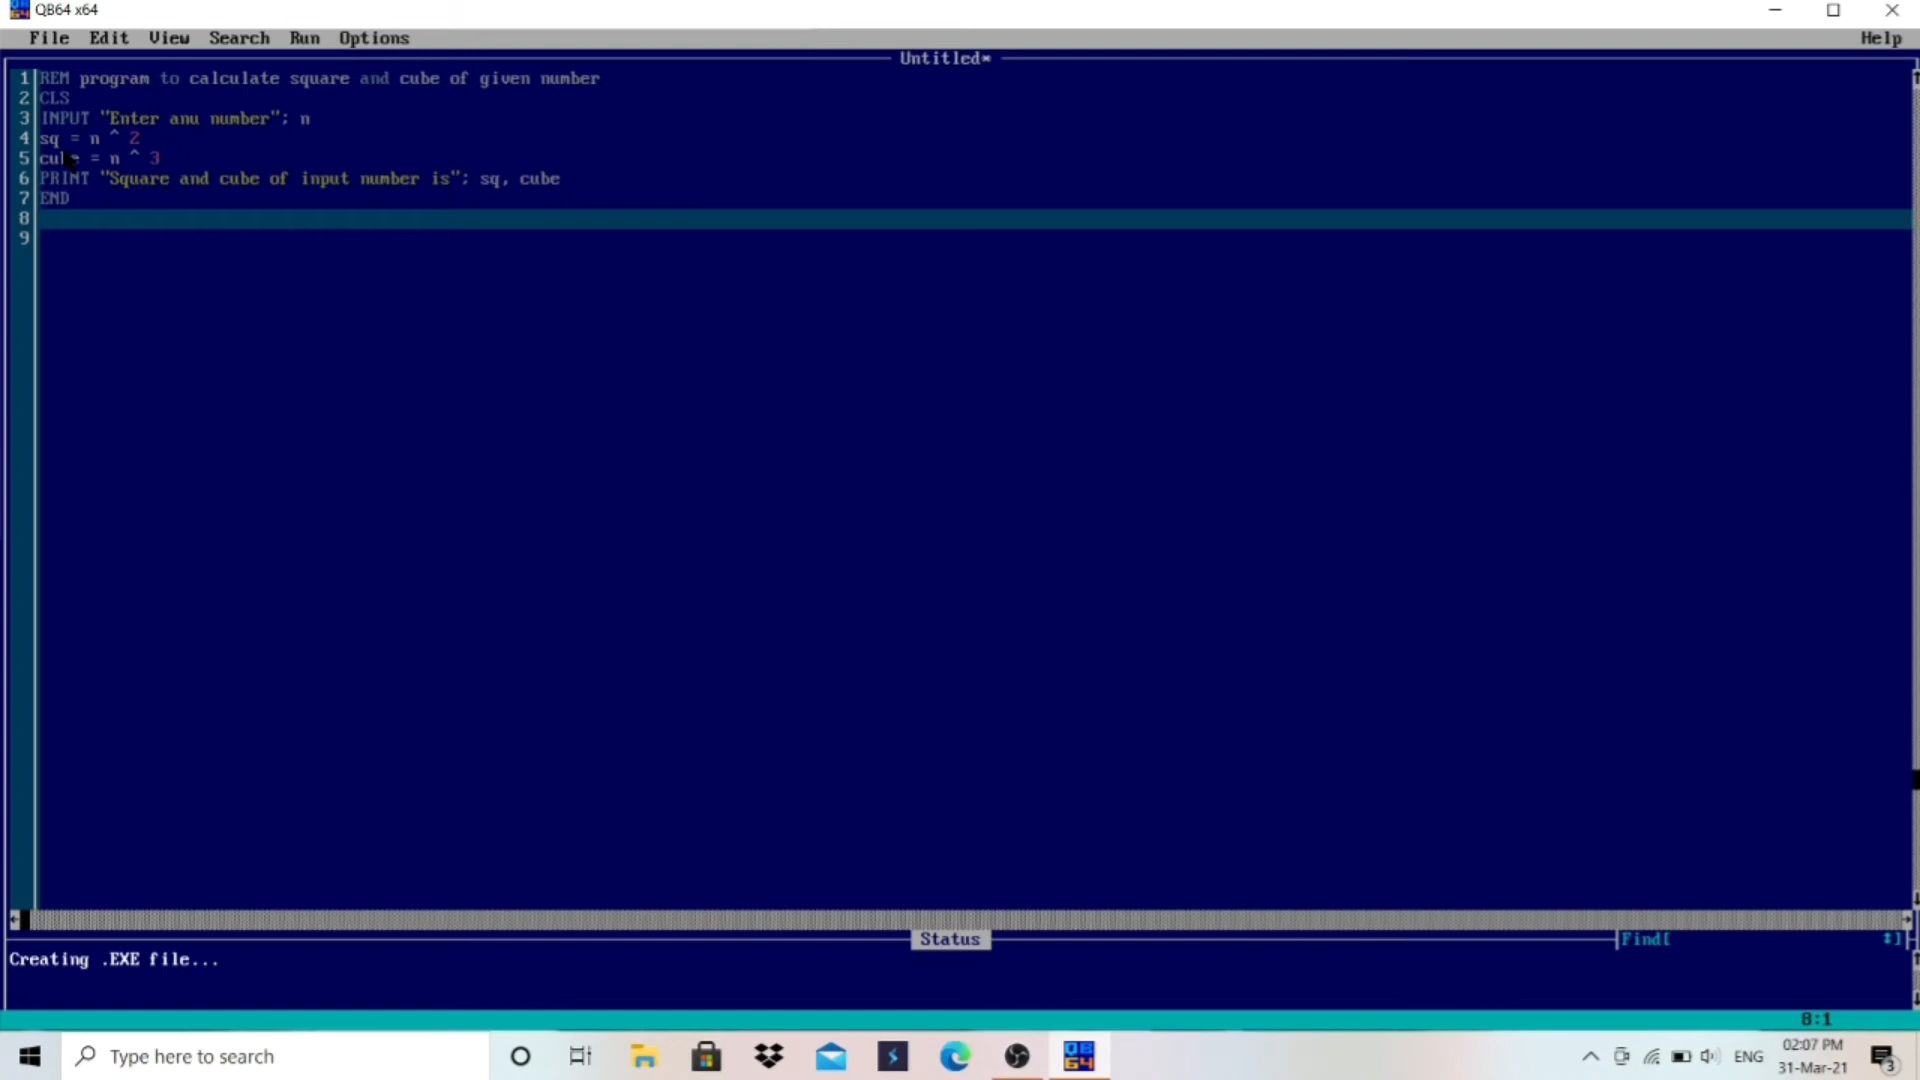 QB64 x64
File Edit View Search Run Options Help
Untitled*
1 REM program to calculate square and cube of given number
2 CLS
3 INPUT "Enter anu number"; n
4 sq = n ^ 2
5 cube = n ^ 3
6 PRINT "Square and cube of input number is"; sq, cube
7 END
8
9
Status
Find[ ]
Creating .EXE file...
8:1
Type here to search
QB64
ENG
02:07 PM
31-Mar-21
3